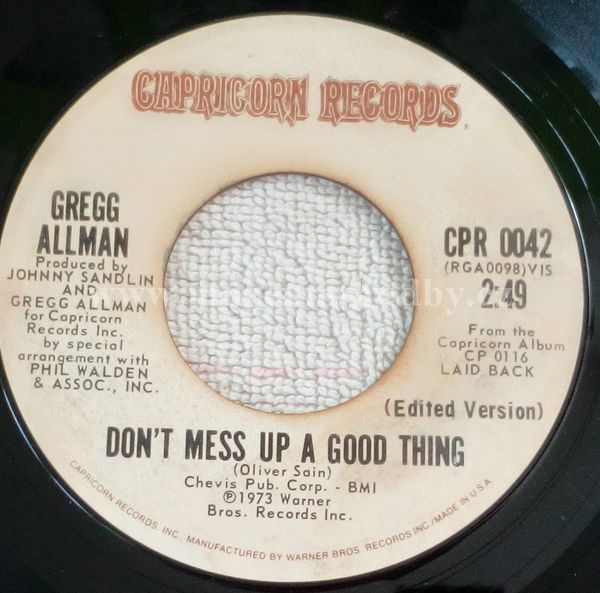 CAPRICORN RECORDS
GREGG
ALLMAN
Produced by
JOHNNY SANDLIN
AND
GREGG ALLMAN
for Capricorn
Records Inc.
by special
arrangement with
PHIL WALDEN
& ASSOC., INC.
CPR 0042
(RGA0098)VIS
2:49
From the
Capricorn Album
CP 0116
LAID BACK
(Edited Version)
DON'T MESS UP A GOOD THING
(Oliver Sain)
Chevis Pub. Corp. - BMI
℗1973 Warner
Bros. Records Inc.
CAPRICORN RECORDS INC. MANUFACTURED BY WARNER BROS. RECORDS INC./MADE IN U.S.A.